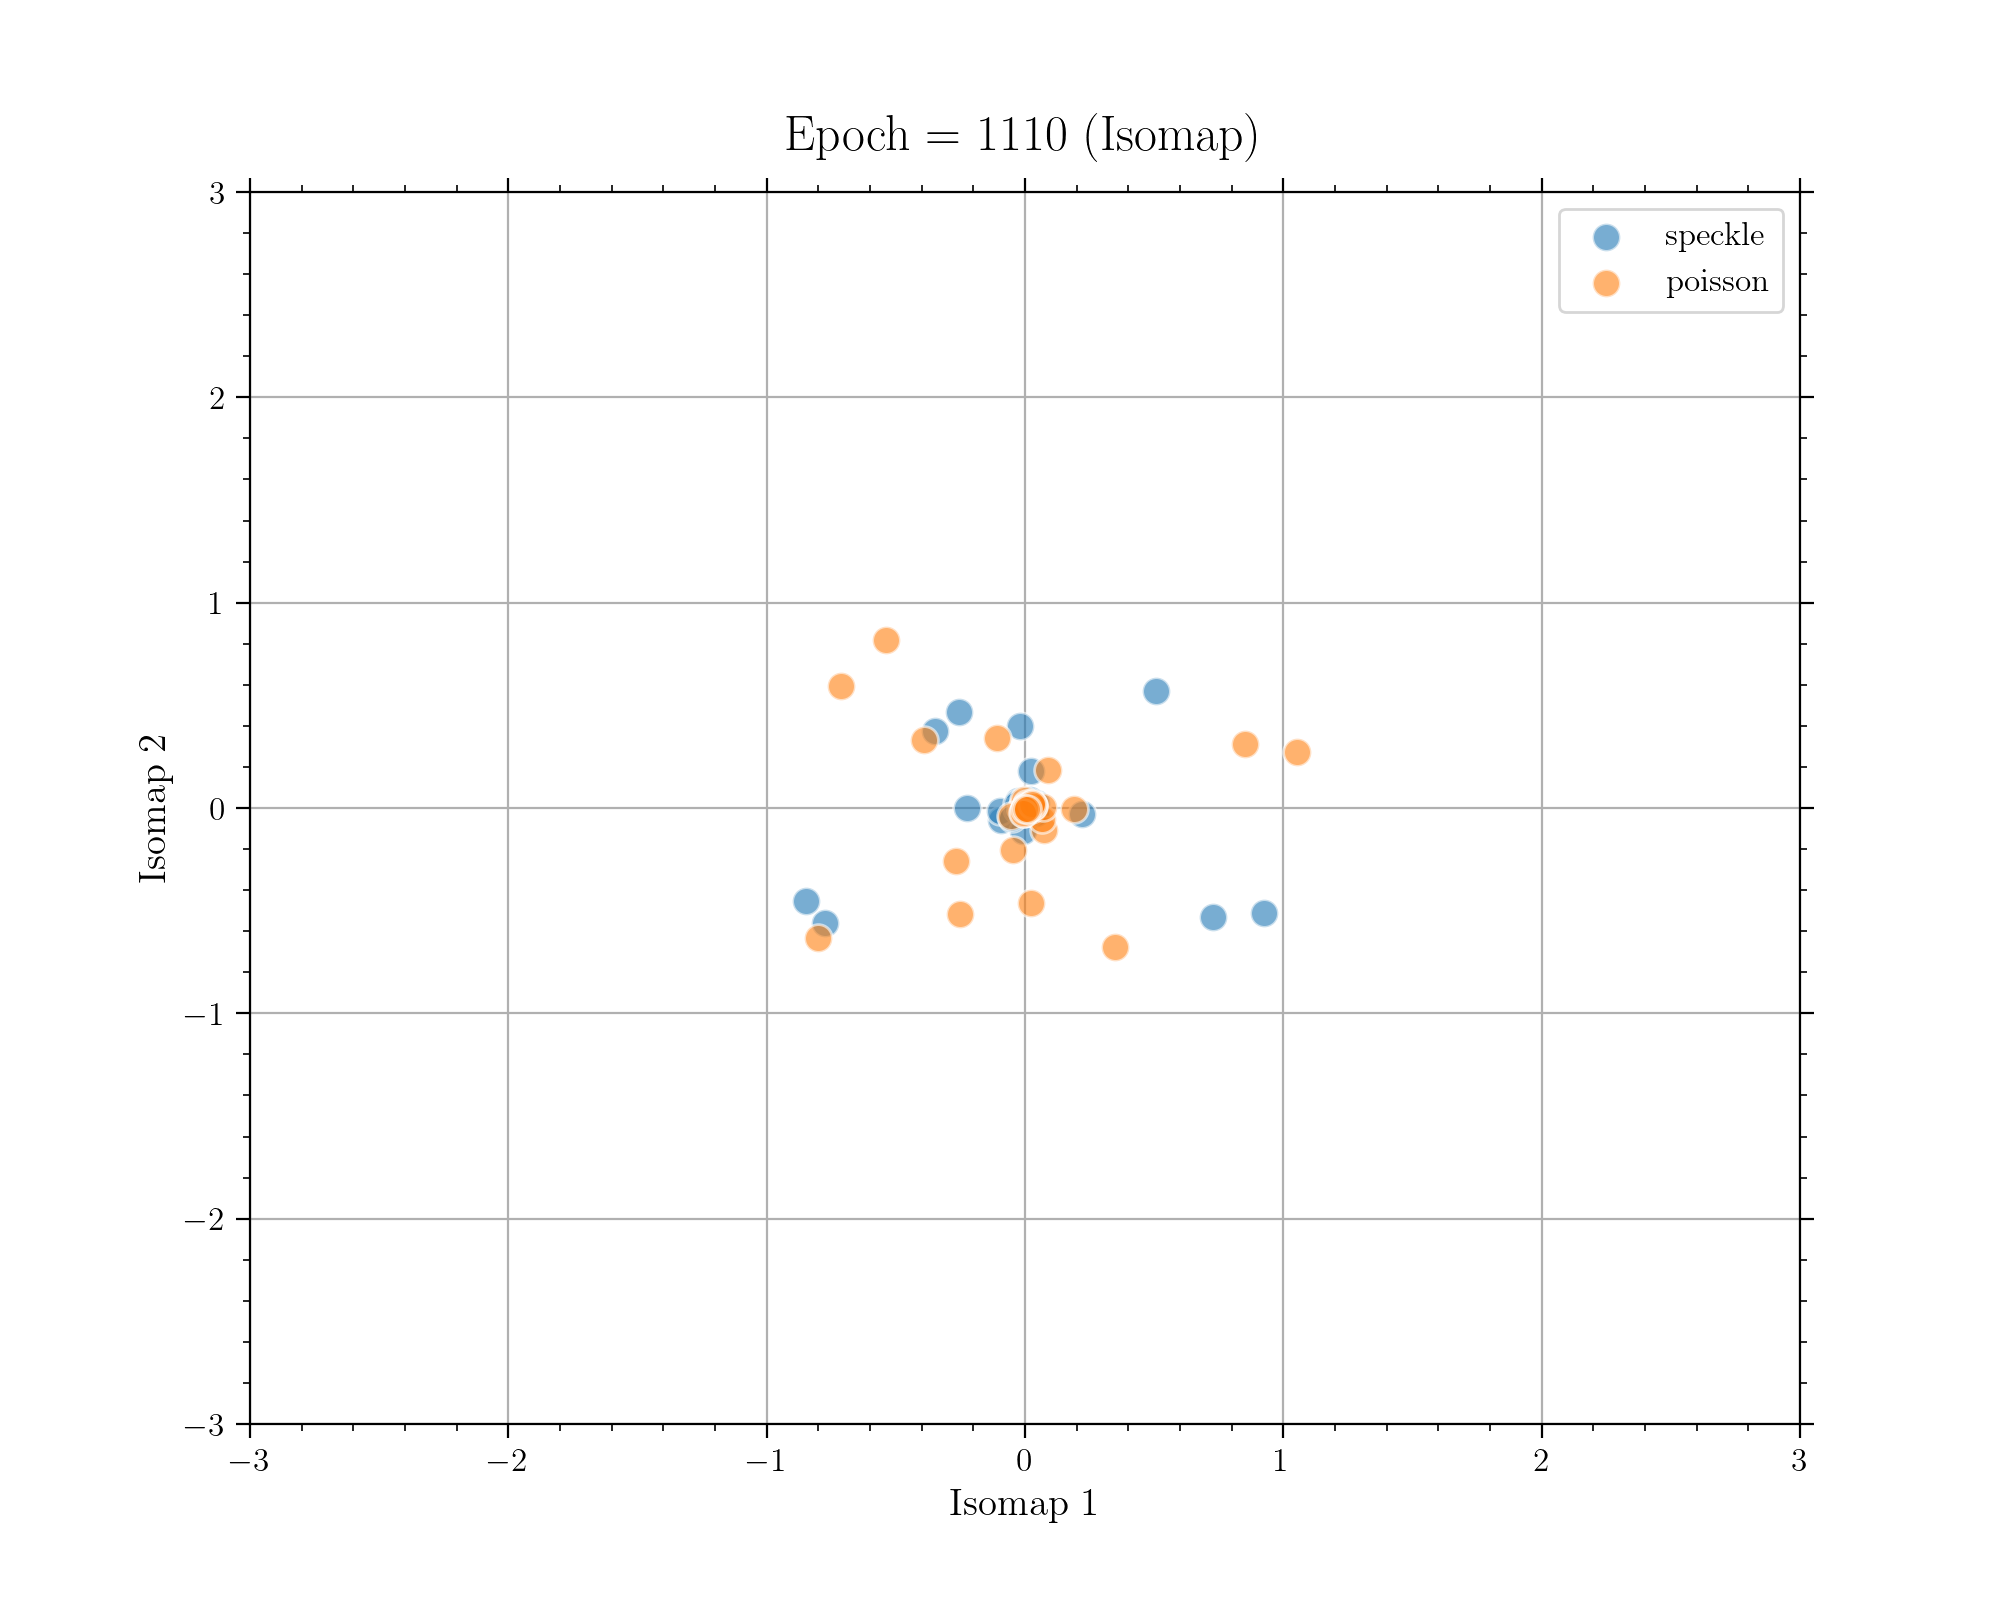 Epoch = 1110 (Isomap)
speckle
poisson
3
2
1
0
−1
−2
−3
Isomap 2
−3
−2
−1
0
1
2
3
Isomap 1